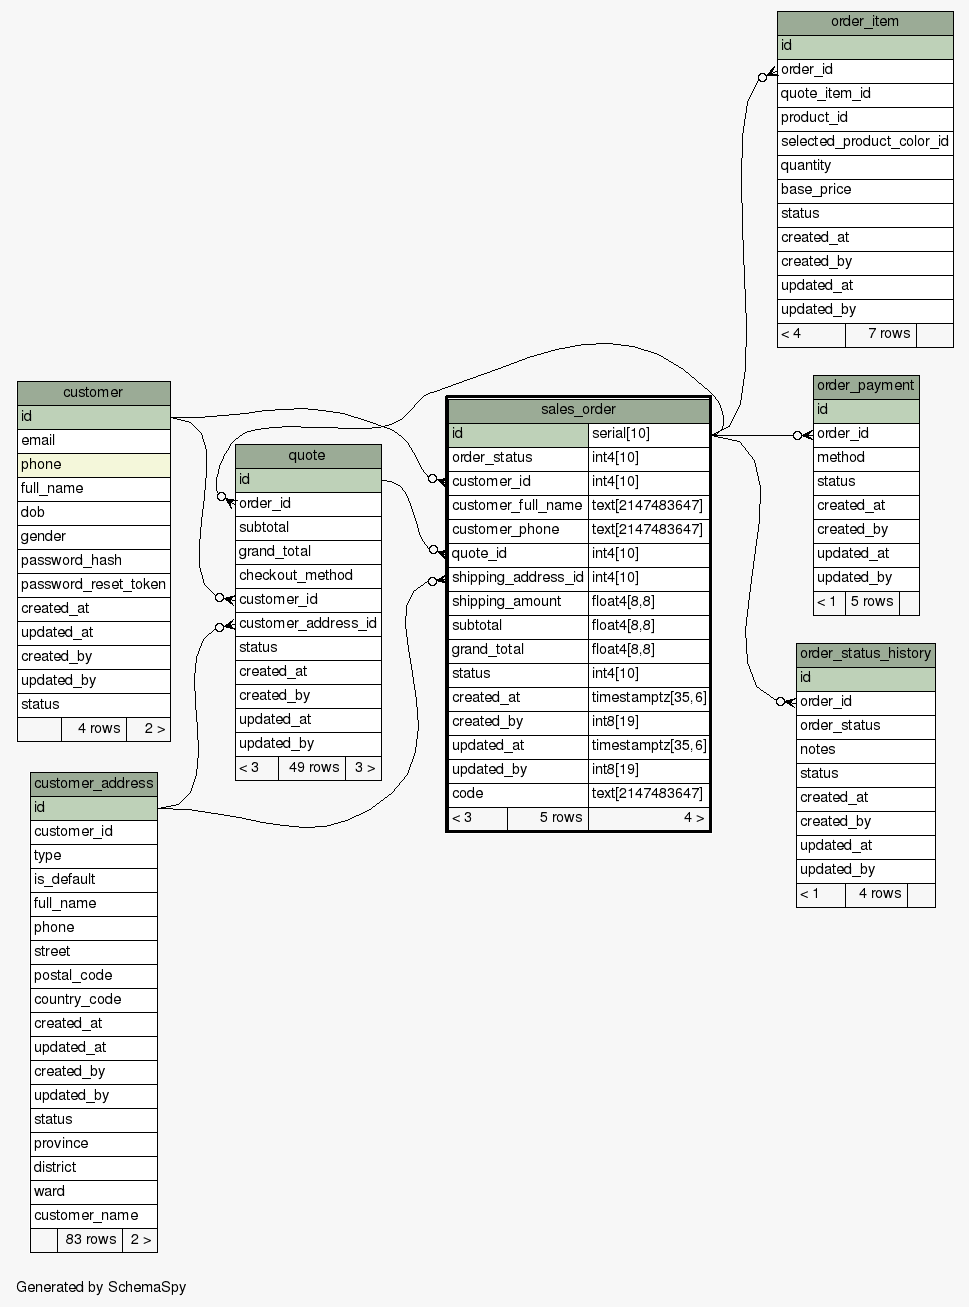 order_item
id
order_id
quote_item_id
product_id
selected_product_color_id
quantity
base_price
status
created_at
created_by
updated_at
updated_by
< 4 7 rows
customer
id
email
phone
full_name
dob
gender
password_hash
password_reset_token
created_at
updated_at
created_by
updated_by
status
4 rows 2 >
quote
id
order_id
subtotal
grand_total
checkout_method
customer_id
customer_address_id
status
created_at
created_by
updated_at
updated_by
< 3 49 rows 3 >
sales_order
id serial[10]
order_status int4[10]
customer_id int4[10]
customer_full_name text[2147483647]
customer_phone text[2147483647]
quote_id int4[10]
shipping_address_id int4[10]
shipping_amount float4[8,8]
subtotal float4[8,8]
grand_total float4[8,8]
status int4[10]
created_at timestamptz[35,6]
created_by int8[19]
updated_at timestamptz[35,6]
updated_by int8[19]
code text[2147483647]
< 3 5 rows 4 >
order_payment
id
order_id
method
status
created_at
created_by
updated_at
updated_by
< 1 5 rows
order_status_history
id
order_id
order_status
notes
status
created_at
created_by
updated_at
updated_by
< 1 4 rows
customer_address
id
customer_id
type
is_default
full_name
phone
street
postal_code
country_code
created_at
updated_at
created_by
updated_by
status
province
district
ward
customer_name
83 rows 2 >
Generated by SchemaSpy